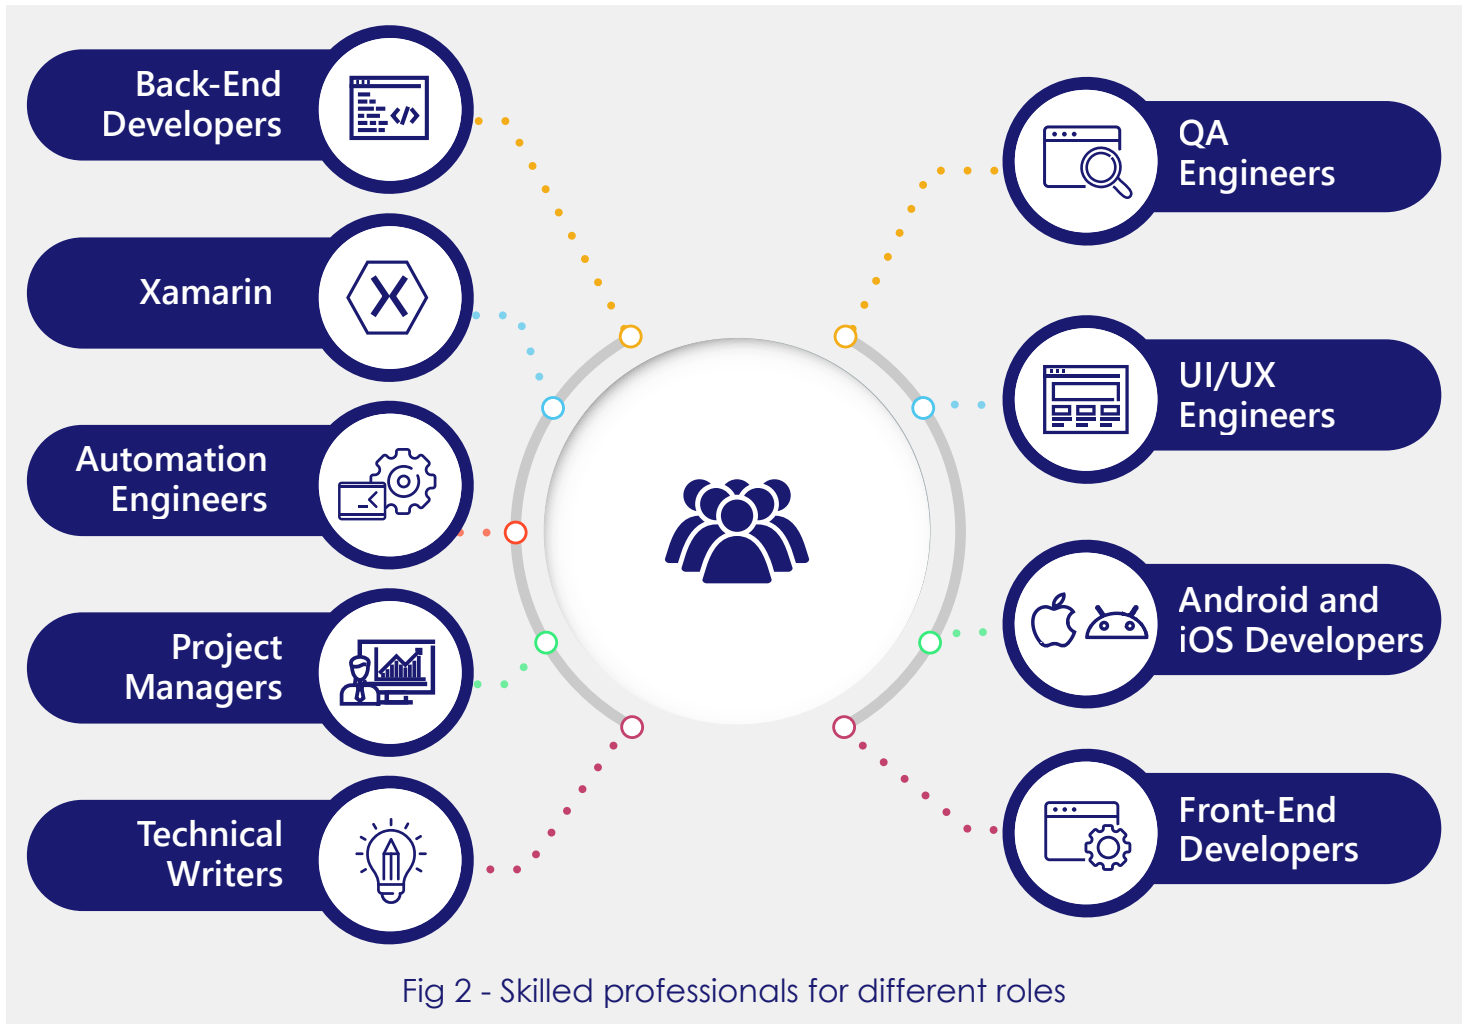 Back-End
Developers
Xamarin
Automation
Engineers
Project
Managers
Technical
Writers
QA
Engineers
UI/UX
Engineers
Android and
iOS Developers
Front-End
Developers
Fig 2 - Skilled professionals for different roles